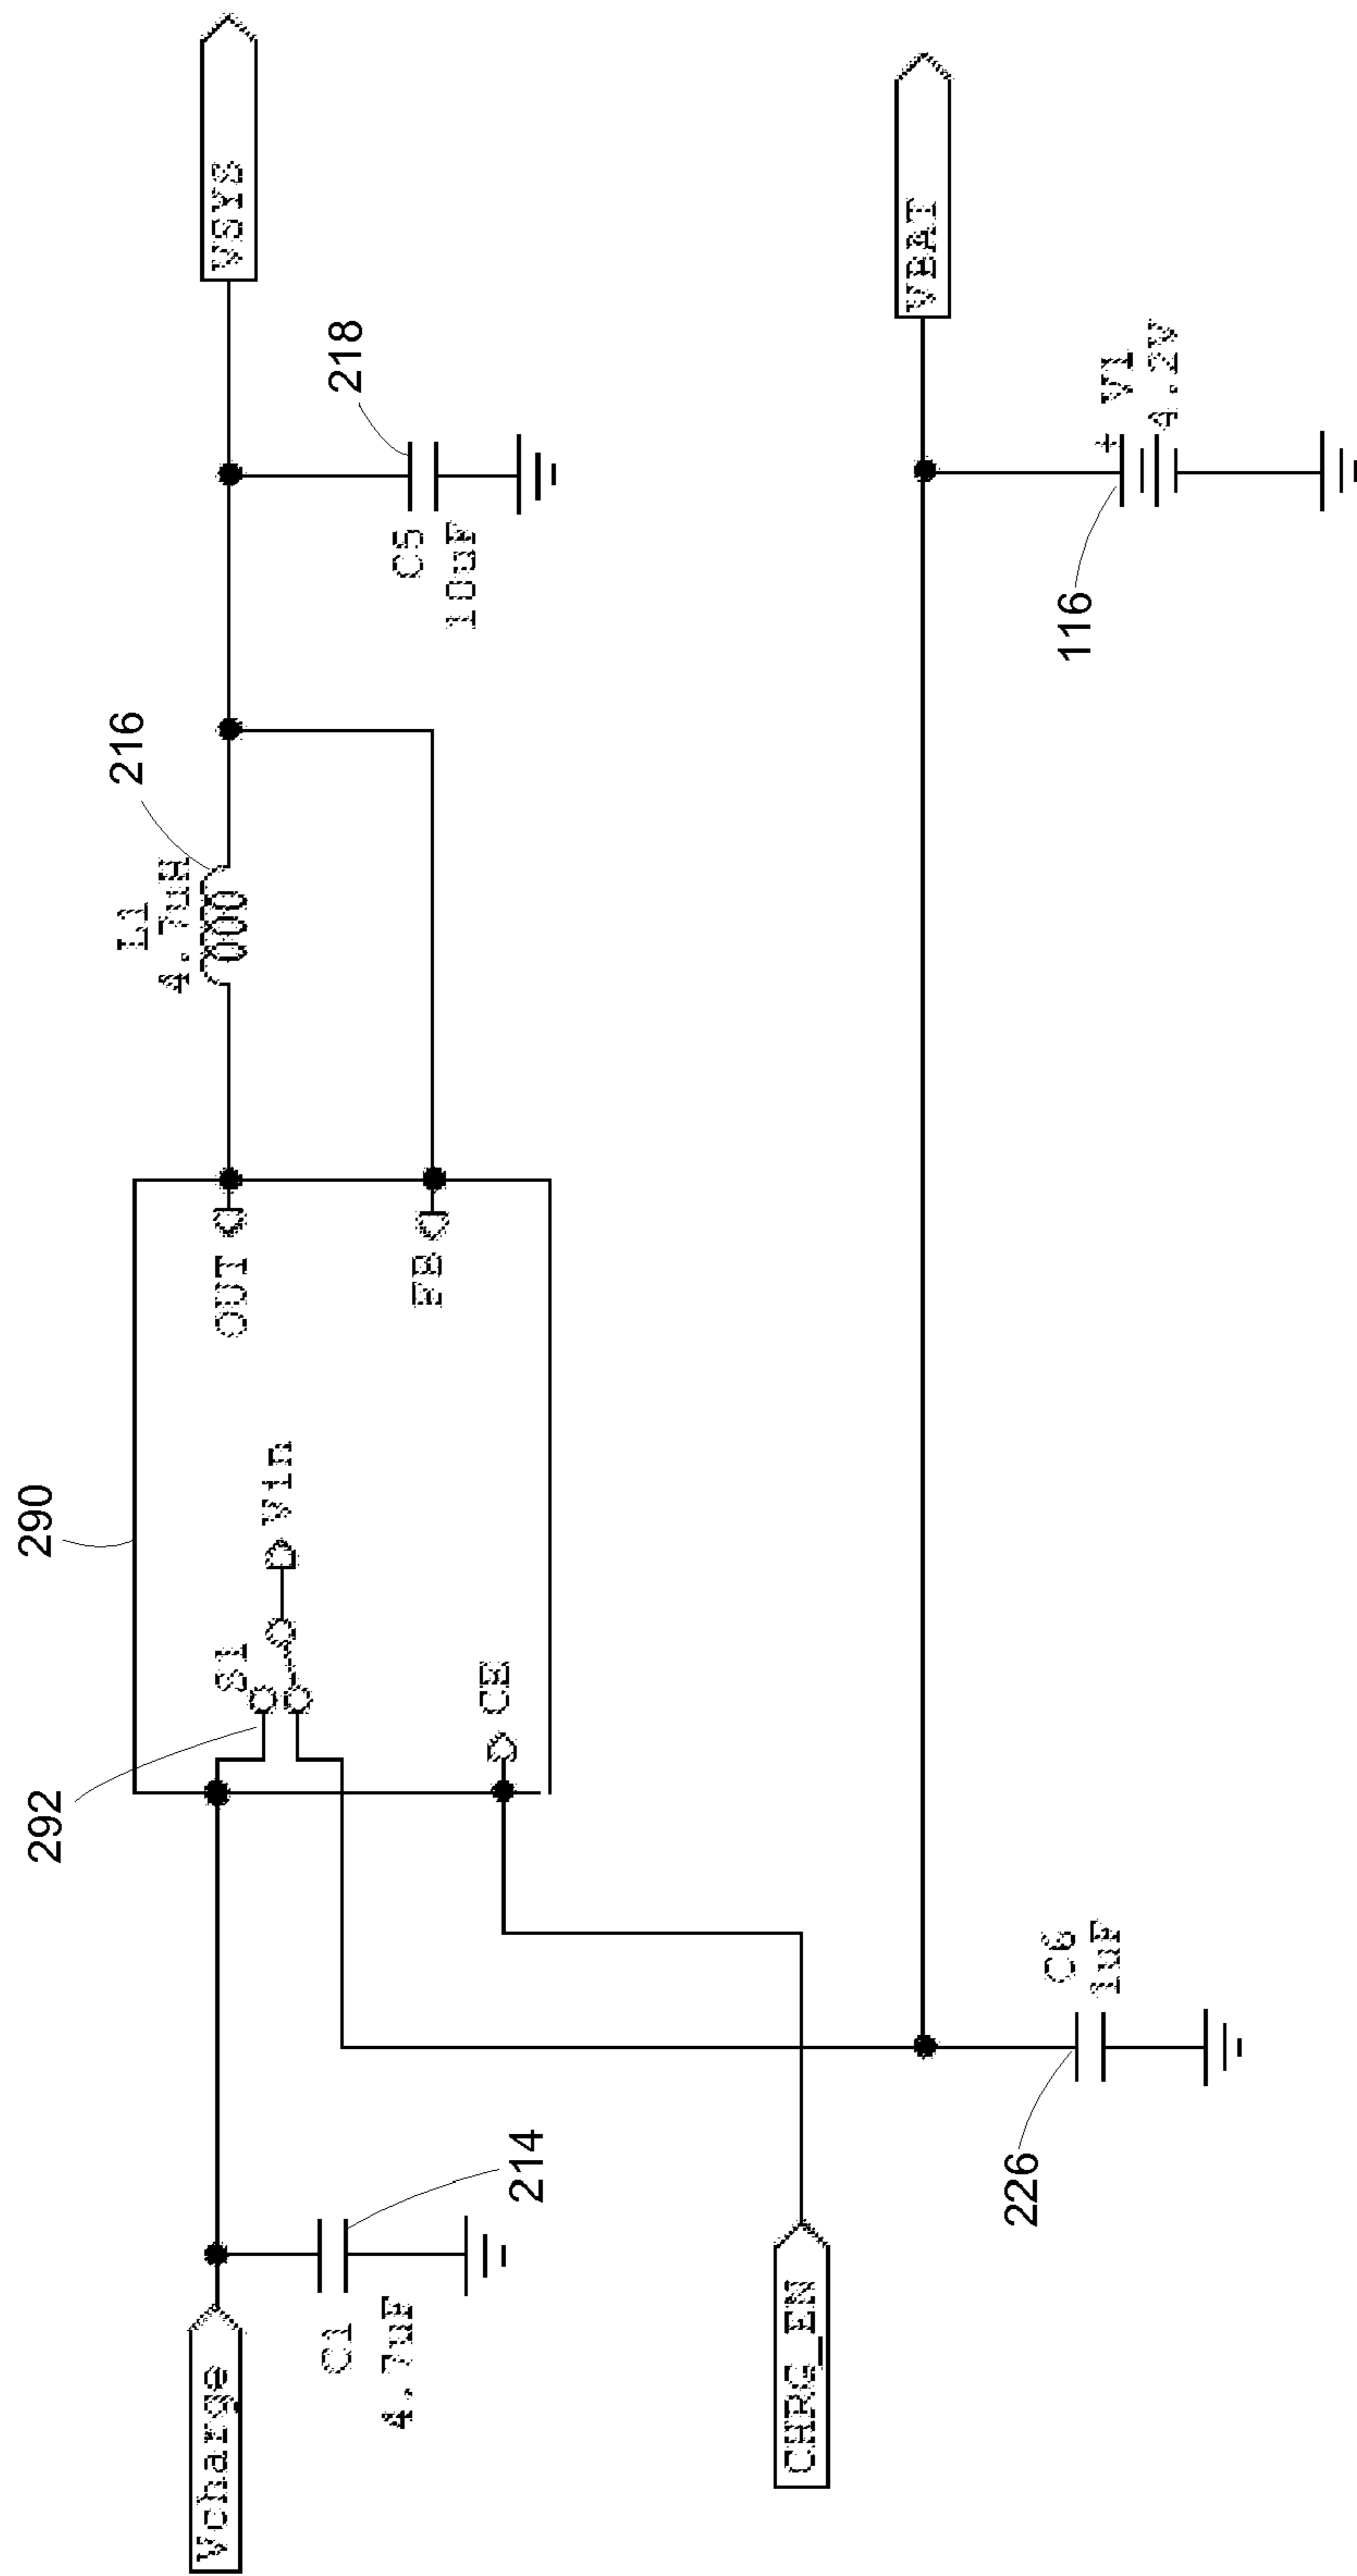 VSYS
218
C5
10uF
216
L1
4.7uH
OUT
FB
290
Vin
S1
292
CE
Vcharge
C1
4.7uF
214
CHRG_EN
226
C6
1uF
VBAT
+ V1
4.2V
116